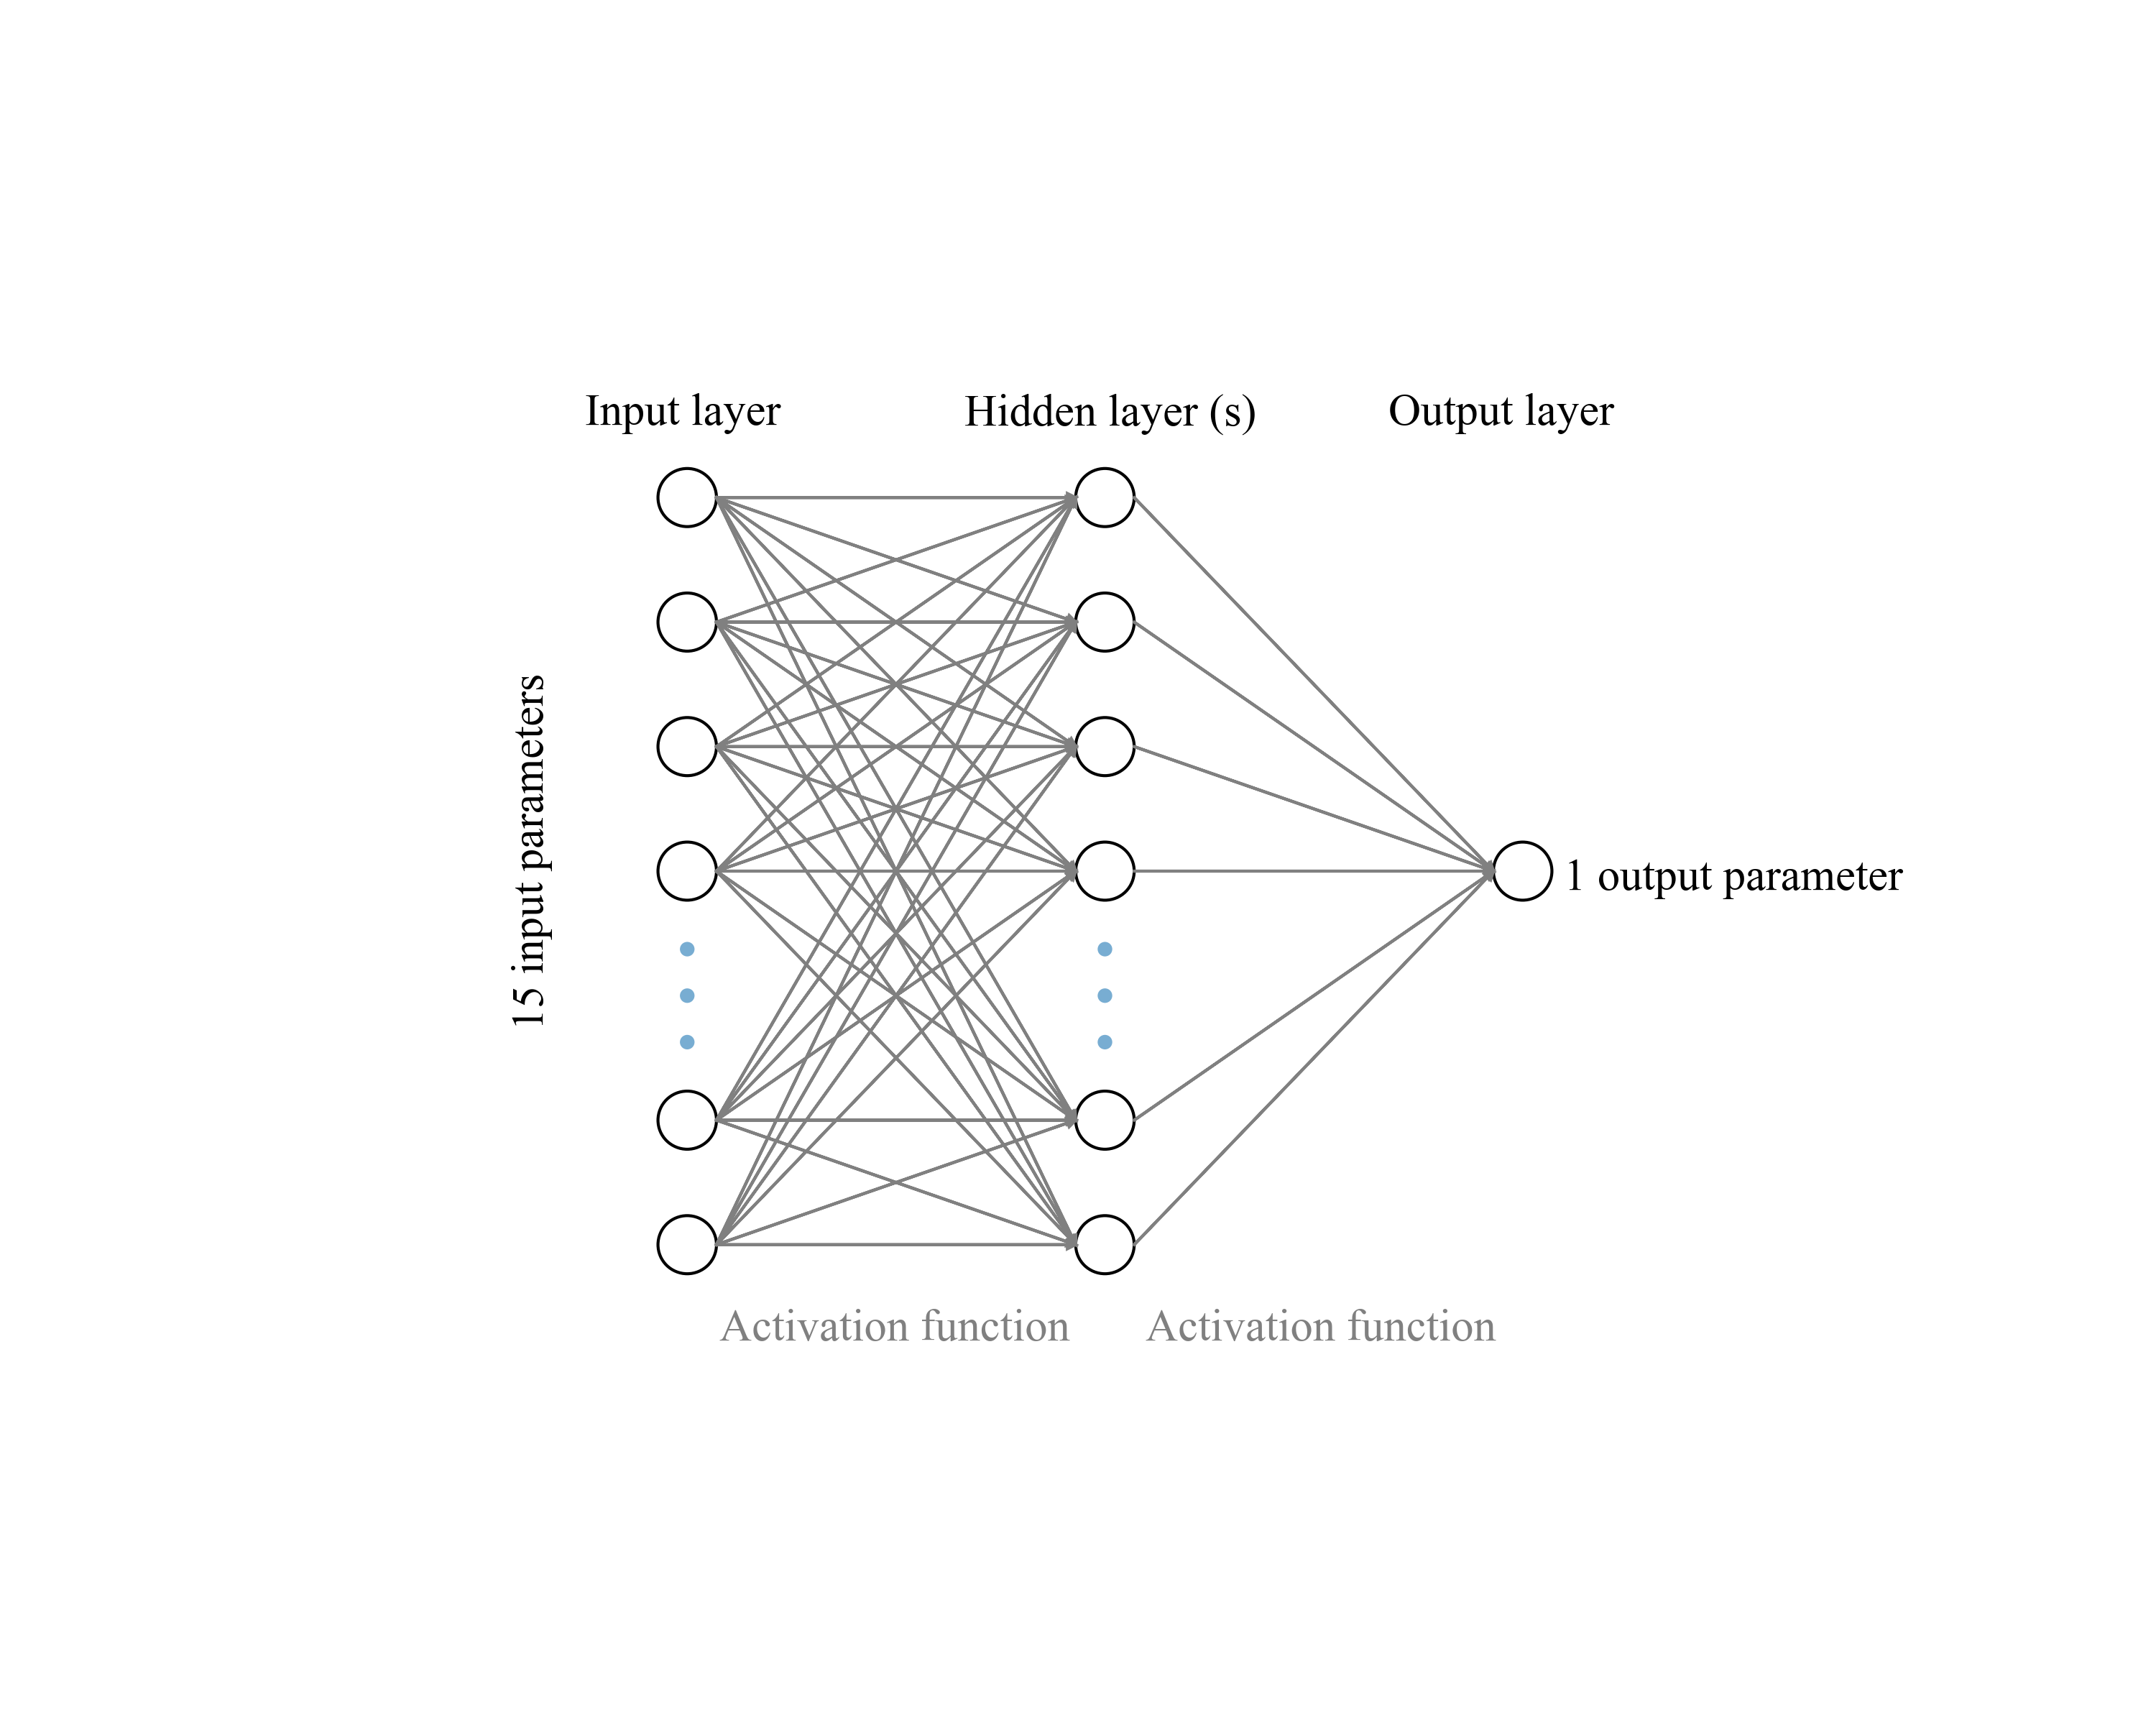 Input layer
Hidden layer (s)
Output layer
15 input parameters
1 output parameter
Activation function
Activation function